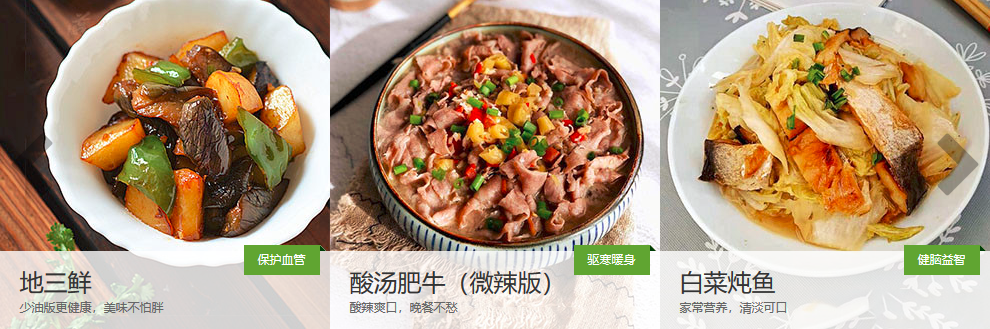 保护血管
地三鲜
少油版更健康，美味不怕胖
驱寒暖身
酸汤肥牛（微辣版）
酸辣爽口，晚餐不愁
健脑益智
白菜炖鱼
家常营养，清淡可口